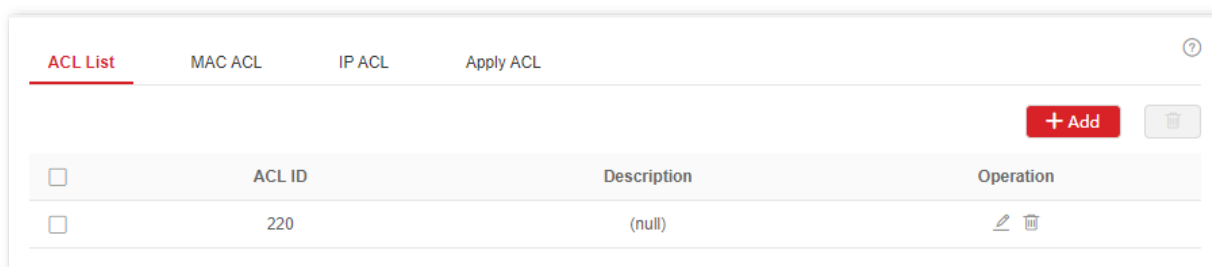 ACL List MAC ACL IP ACL Apply ACL ?
+ Add
ACL ID Description Operation
220 (null)